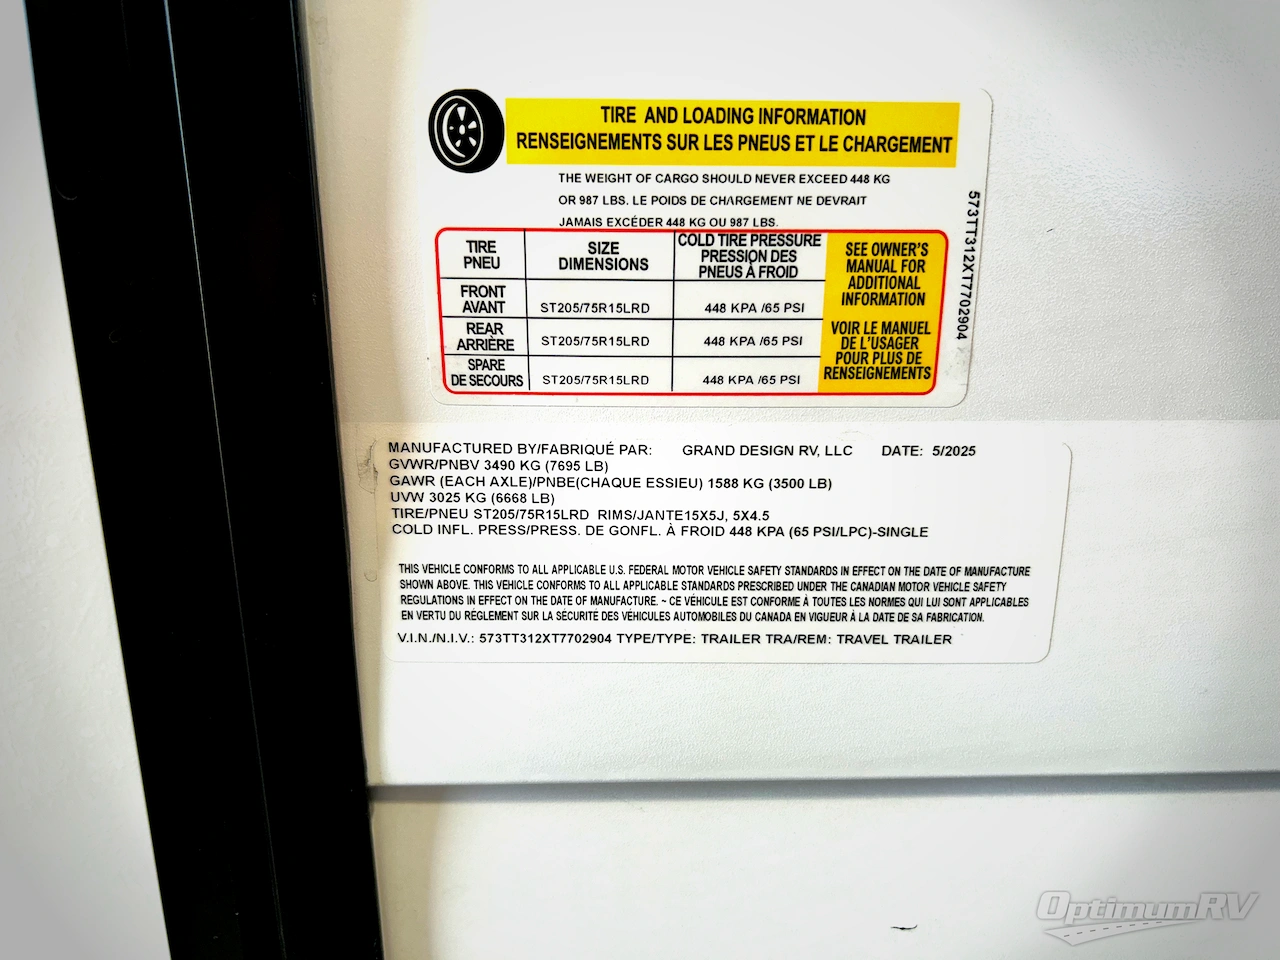 TIRE AND LOADING INFORMATION
RENSEIGNEMENTS SUR LES PNEUS ET LE CHARGEMENT
THE WEIGHT OF CARGO SHOULD NEVER EXCEED 448 KG
OR 987 LBS. LE POIDS DE CHARGEMENT NE DEVRAIT
JAMAIS EXCÉDER 448 KG OU 987 LBS.
TIRE
PNEU
SIZE
DIMENSIONS
COLD TIRE PRESSURE
PRESSION DES
PNEUS À FROID
FRONT
AVANT
ST205/75R15LRD
448 KPA /65 PSI
REAR
ARRIÈRE
ST205/75R15LRD
448 KPA /65 PSI
SPARE
DE SECOURS
ST205/75R15LRD
448 KPA /65 PSI
SEE OWNER'S
MANUAL FOR
ADDITIONAL
INFORMATION
VOIR LE MANUEL
DE L'USAGER
POUR PLUS DE
RENSEIGNEMENTS
573TT312XT7702904
MANUFACTURED BY/FABRIQUÉ PAR: GRAND DESIGN RV, LLC DATE: 5/2025
GVWR/PNBV 3490 KG (7695 LB)
GAWR (EACH AXLE)/PNBE(CHAQUE ESSIEU) 1588 KG (3500 LB)
UVW 3025 KG (6668 LB)
TIRE/PNEU ST205/75R15LRD RIMS/JANTE15X5J, 5X4.5
COLD INFL. PRESS/PRESS. DE GONFL. À FROID 448 KPA (65 PSI/LPC)-SINGLE
THIS VEHICLE CONFORMS TO ALL APPLICABLE U.S. FEDERAL MOTOR VEHICLE SAFETY STANDARDS IN EFFECT ON THE DATE OF MANUFACTURE
SHOWN ABOVE. THIS VEHICLE CONFORMS TO ALL APPLICABLE STANDARDS PRESCRIBED UNDER THE CANADIAN MOTOR VEHICLE SAFETY
REGULATIONS IN EFFECT ON THE DATE OF MANUFACTURE. ~ CE VÉHICULE EST CONFORME À TOUTES LES NORMES QUI LUI SONT APPLICABLES
EN VERTU DU RÈGLEMENT SUR LA SÉCURITÉ DES VÉHICULES AUTOMOBILES DU CANADA EN VIGUEUR À LA DATE DE SA FABRICATION.
V.I.N./N.I.V.: 573TT312XT7702904 TYPE/TYPE: TRAILER TRA/REM: TRAVEL TRAILER
OptimumRV